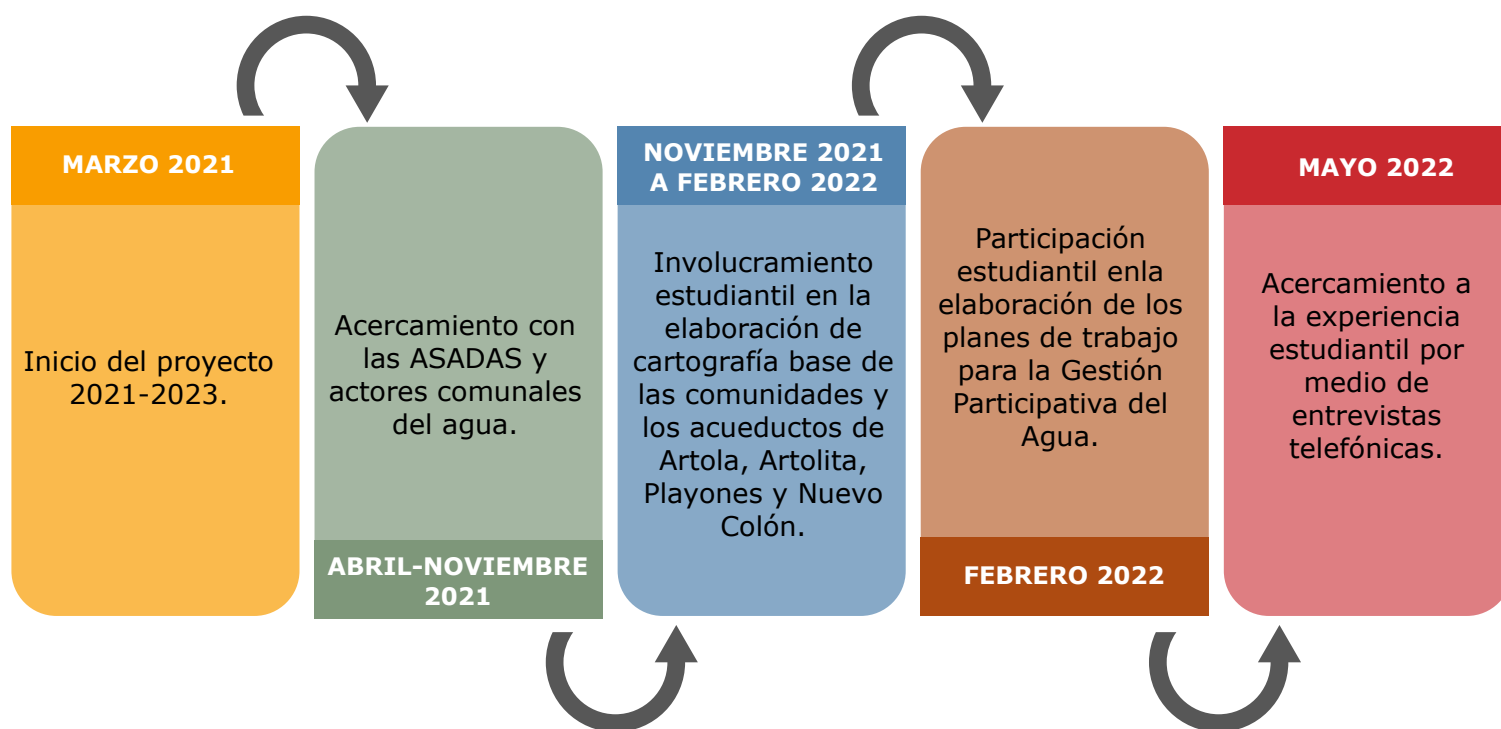 MARZO 2021
Inicio del proyecto
2021-2023.
Acercamiento con
las ASADAS y
actores comunales
del agua.
ABRIL-NOVIEMBRE
2021
NOVIEMBRE 2021
A FEBRERO 2022
Involucramiento
estudiantil en la
elaboración de
cartografía base de
las comunidades y
los acueductos de
Artola, Artolita,
Playones y Nuevo
Colón.
Participación
estudiantil enla
elaboración de los
planes de trabajo
para la Gestión
Participativa del
Agua.
FEBRERO 2022
MAYO 2022
Acercamiento a
la experiencia
estudiantil por
medio de
entrevistas
telefónicas.